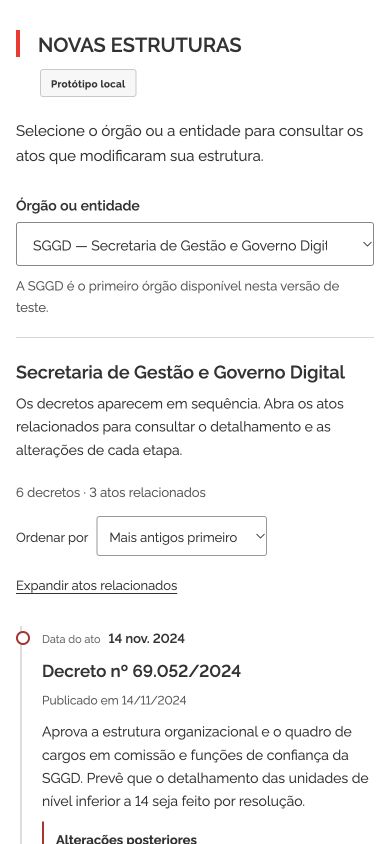 NOVAS ESTRUTURAS
Protótipo local
Selecione o órgão ou a entidade para consultar os
atos que modificaram sua estrutura.
Órgão ou entidade
SGGD — Secretaria de Gestão e Governo Digit
A SGGD é o primeiro órgão disponível nesta versão de
teste.
Secretaria de Gestão e Governo Digital
Os decretos aparecem em sequência. Abra os atos
relacionados para consultar o detalhamento e as
alterações de cada etapa.
6 decretos · 3 atos relacionados
Ordenar por Mais antigos primeiro
Expandir atos relacionados
Data do ato 14 nov. 2024
Decreto nº 69.052/2024
Publicado em 14/11/2024
Aprova a estrutura organizacional e o quadro de
cargos em comissão e funções de confiança da
SGGD. Prevê que o detalhamento das unidades de
nível inferior a 14 seja feito por resolução.
Alterações posteriores